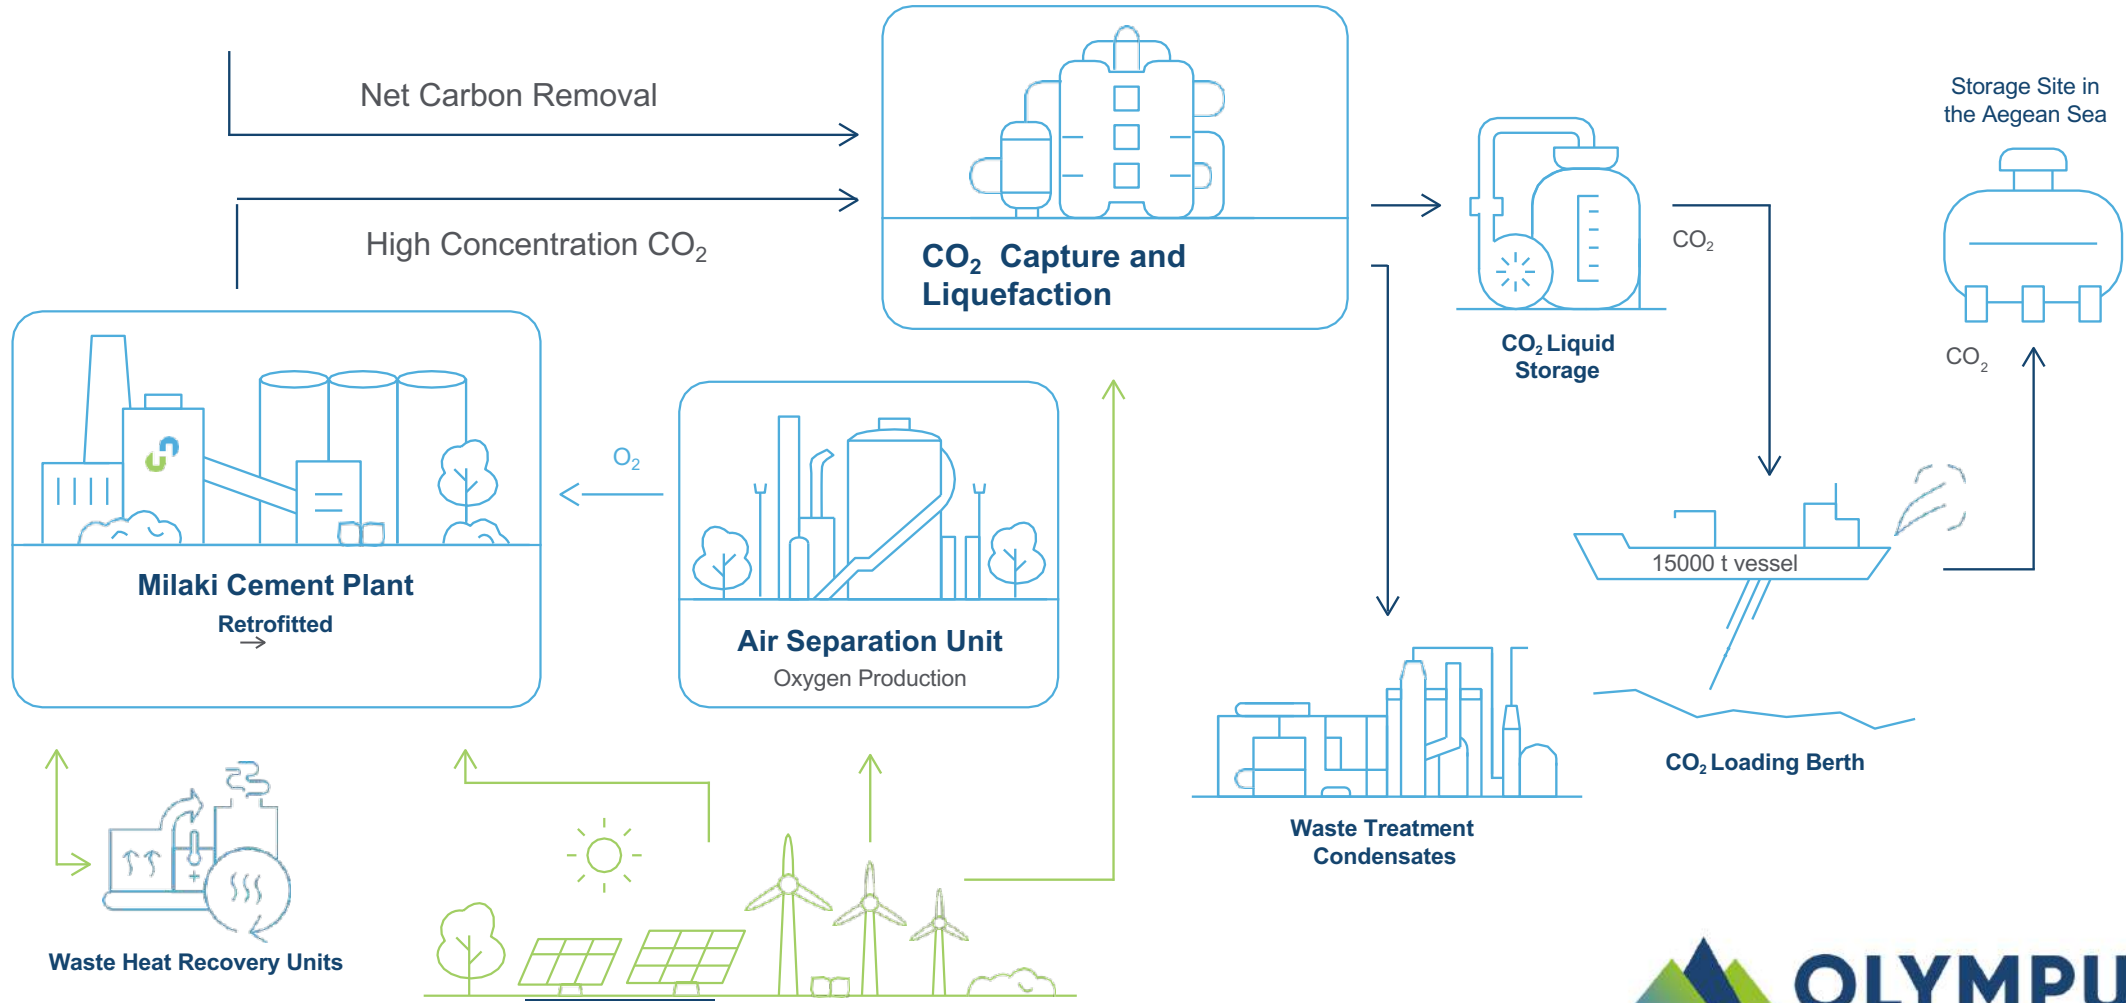 Net Carbon Removal
High Concentration CO₂
CO₂ Capture and
Liquefaction
Storage Site in
the Aegean Sea
CO₂
CO₂
CO₂ Liquid
Storage
O₂
15000 t vessel
Milaki Cement Plant
Retrofitted
Air Separation Unit
Oxygen Production
CO₂ Loading Berth
Waste Treatment
Condensates
Waste Heat Recovery Units
OLYMPU